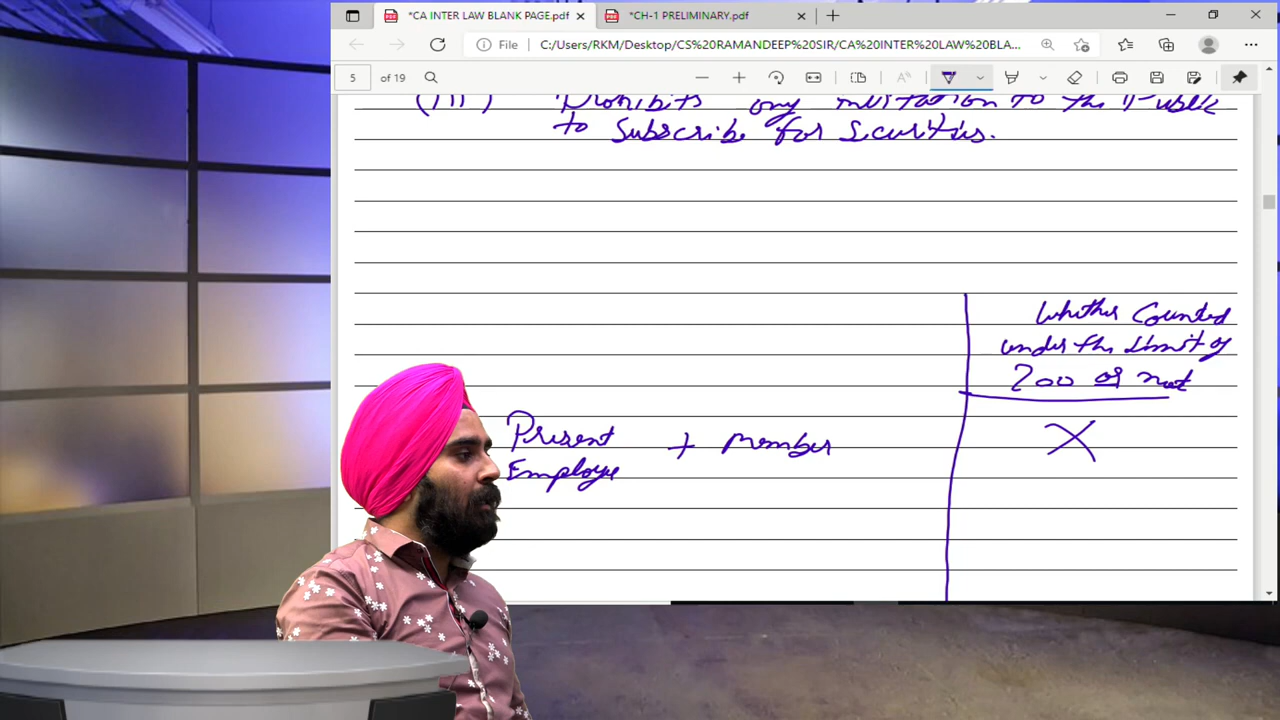 *CA INTER LAW BLANK PAGE.pdf
*CH-1 PRELIMINARY.pdf
File C:/Users/RKM/Desktop/CS%20RAMANDEEP%20SIR/CA%20INTER%20LAW%20BLA...
5 of 19
(iii) Prohibits any invitation to the Public
to Subscribe for Securities.
Whether Counted
under the Limit of
200 or not
Present + member X
Employe